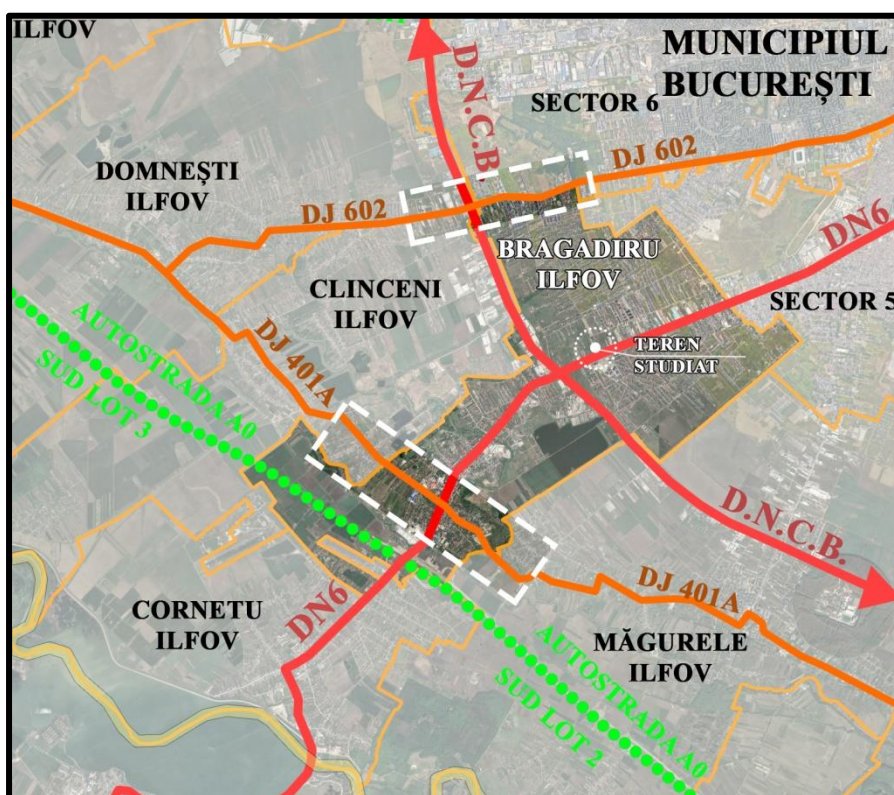 ILFOV
MUNICIPIUL
BUCUREȘTI
D.N.C.B.
SECTOR 6
DJ 602
DOMNEȘTI
ILFOV
DJ 602
BRAGADIRU
ILFOV
DN6
CLINCENI
ILFOV
SECTOR 5
TEREN
STUDIAT
AUTOSTRADA A0
SUD LOT 3
DJ 401A
D.N.C.B.
DJ 401A
CORNETU
ILFOV
DN6
MĂGURELE
ILFOV
AUTOSTRADA A0
SUD LOT 2